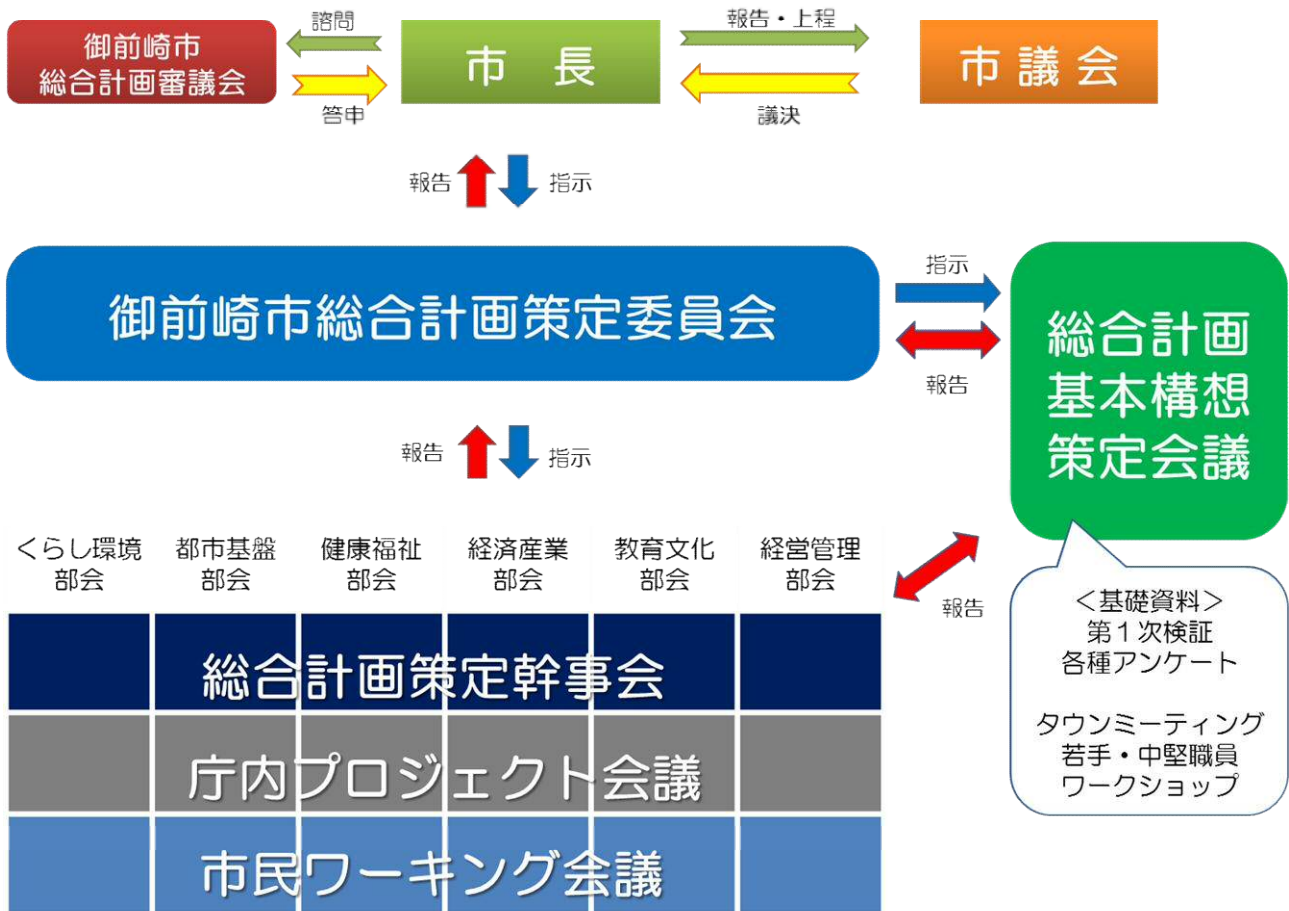 御前崎市
総合計画審議会
諮問
答申
市 長
報告・上程
議決
市議会
報告
指示
御前崎市総合計画策定委員会
指示
報告
総合計画
基本構想
策定会議
報告
指示
くらし環境
部会
都市基盤
部会
健康福祉
部会
経済産業
部会
教育文化
部会
経営管理
部会
報告
総合計画策定幹事会
庁内プロジェクト会議
市民ワーキング会議
＜基礎資料＞
第1次検証
各種アンケート
タウンミーティング
若手・中堅職員
ワークショップ